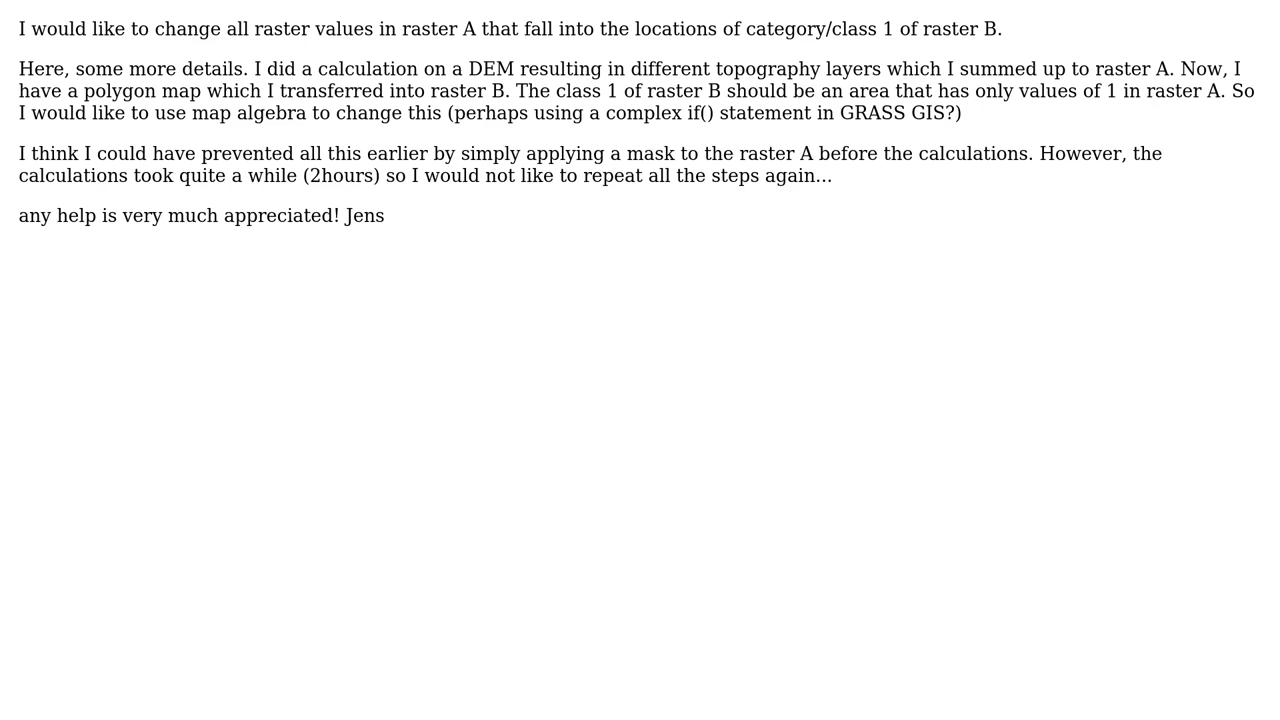 I would like to change all raster values in raster A that fall into the locations of category/class 1 of raster B.
Here, some more details. I did a calculation on a DEM resulting in different topography layers which I summed up to raster A. Now, I
have a polygon map which I transferred into raster B. The class 1 of raster B should be an area that has only values of 1 in raster A. So
I would like to use map algebra to change this (perhaps using a complex if() statement in GRASS GIS?)
I think I could have prevented all this earlier by simply applying a mask to the raster A before the calculations. However, the
calculations took quite a while (2hours) so I would not like to repeat all the steps again...
any help is very much appreciated! Jens